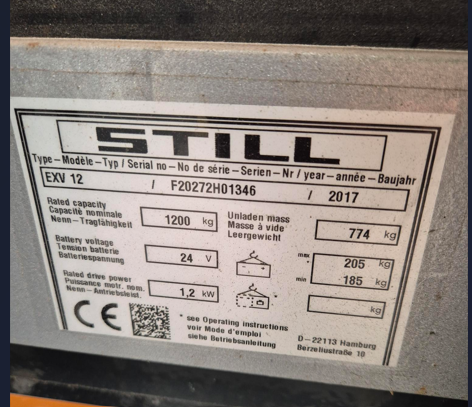 STILL
Type – Modèle – Typ / Serial no – No de série – Serien – Nr / year – année – Baujahr
EXV 12 / F20272H01346 / 2017
Rated capacity
Capacité nominale
Nenn – Tragfähigkeit
1200 kg
Unladen mass
Masse à vide
Leergewicht
774 kg
Battery voltage
Tension batterie
Batteriespannung
24 V
max 205 kg
min 185 kg
Rated drive power
Puissance motr. nom.
Nenn – Antriebsleist.
1,2 kW
kg
CE
* see Operating instructions
voir Mode d'emploi
siehe Betriebsanleitung
D – 22113 Hamburg
Berzeliusstraße 10